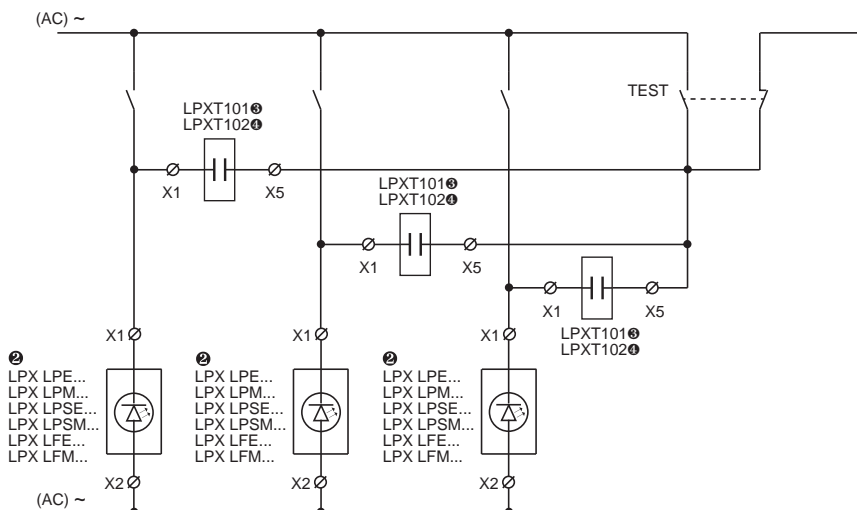 (AC) ~
TEST
LPXT101❸
LPXT102❹
X1
X5
LPXT101❸
LPXT102❹
X1
X5
X1
X5
LPXT101❸
LPXT102❹
X1
X1
X1
❷
LPX LPE...
LPX LPM...
LPX LPSE...
LPX LPSM...
LPX LFE...
LPX LFM...
❷
LPX LPE...
LPX LPM...
LPX LPSE...
LPX LPSM...
LPX LFE...
LPX LFM...
❷
LPX LPE...
LPX LPM...
LPX LPSE...
LPX LPSM...
LPX LFE...
LPX LFM...
X2
X2
X2
(AC) ~